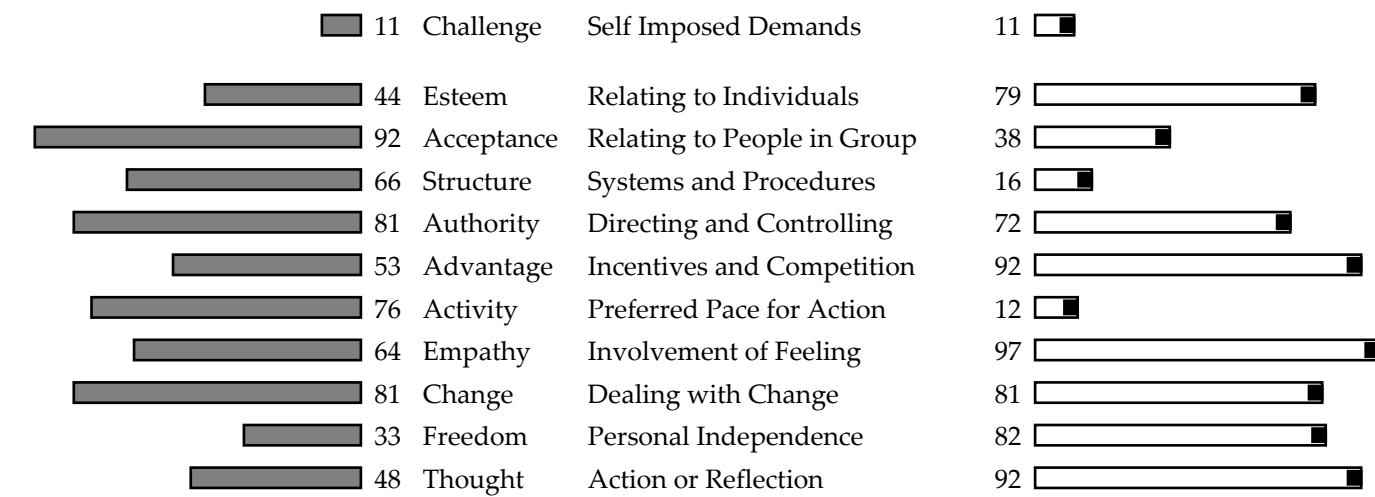 11 Challenge Self Imposed Demands 11
44 Esteem Relating to Individuals 79
92 Acceptance Relating to People in Group 38
66 Structure Systems and Procedures 16
81 Authority Directing and Controlling 72
53 Advantage Incentives and Competition 92
76 Activity Preferred Pace for Action 12
64 Empathy Involvement of Feeling 97
81 Change Dealing with Change 81
33 Freedom Personal Independence 82
48 Thought Action or Reflection 92